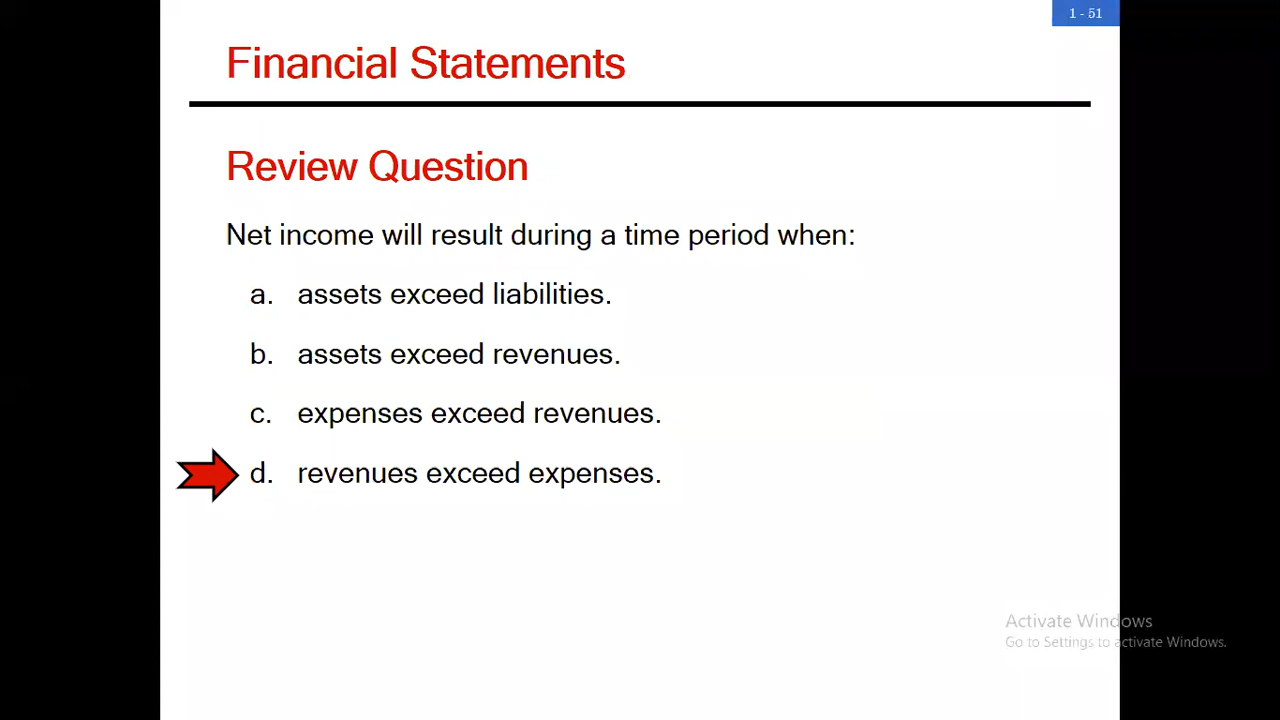 1 - 51
Financial Statements
Review Question
Net income will result during a time period when:
a. assets exceed liabilities.
b. assets exceed revenues.
c. expenses exceed revenues.
d. revenues exceed expenses.
Activate Windows
Go to Settings to activate Windows.